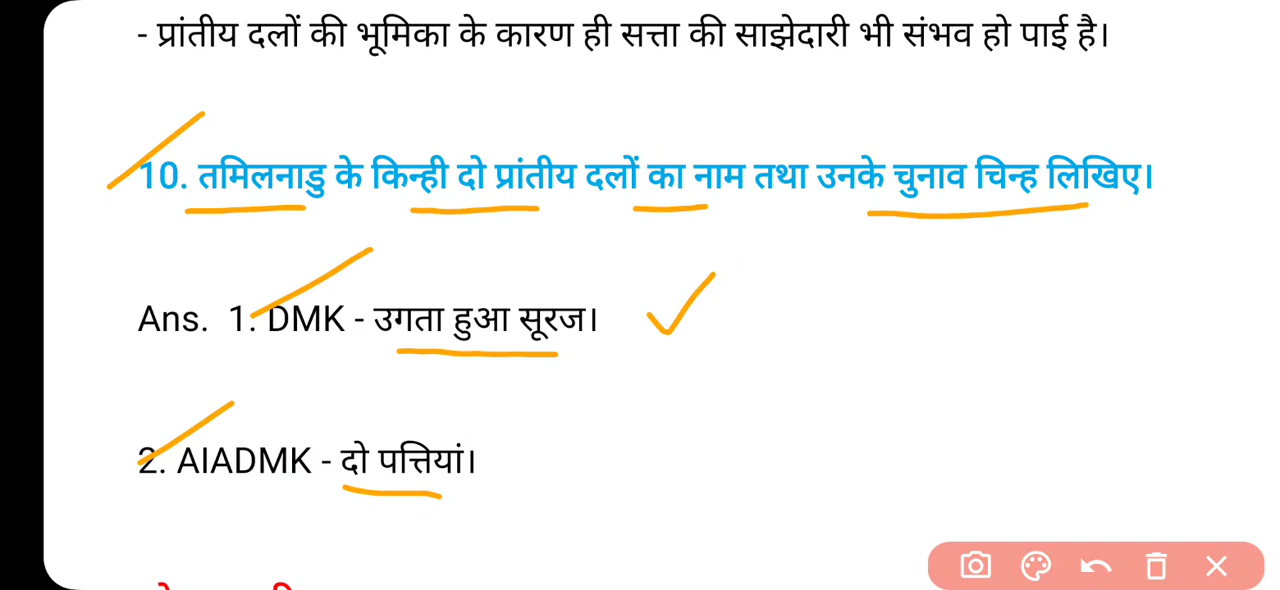 - प्रांतीय दलों की भूमिका के कारण ही सत्ता की साझेदारी भी संभव हो पाई है।
10. तमिलनाडु के किन्ही दो प्रांतीय दलों का नाम तथा उनके चुनाव चिन्ह लिखिए।
Ans. 1. DMK - उगता हुआ सूरज।
2. AIADMK - दो पत्तियां।